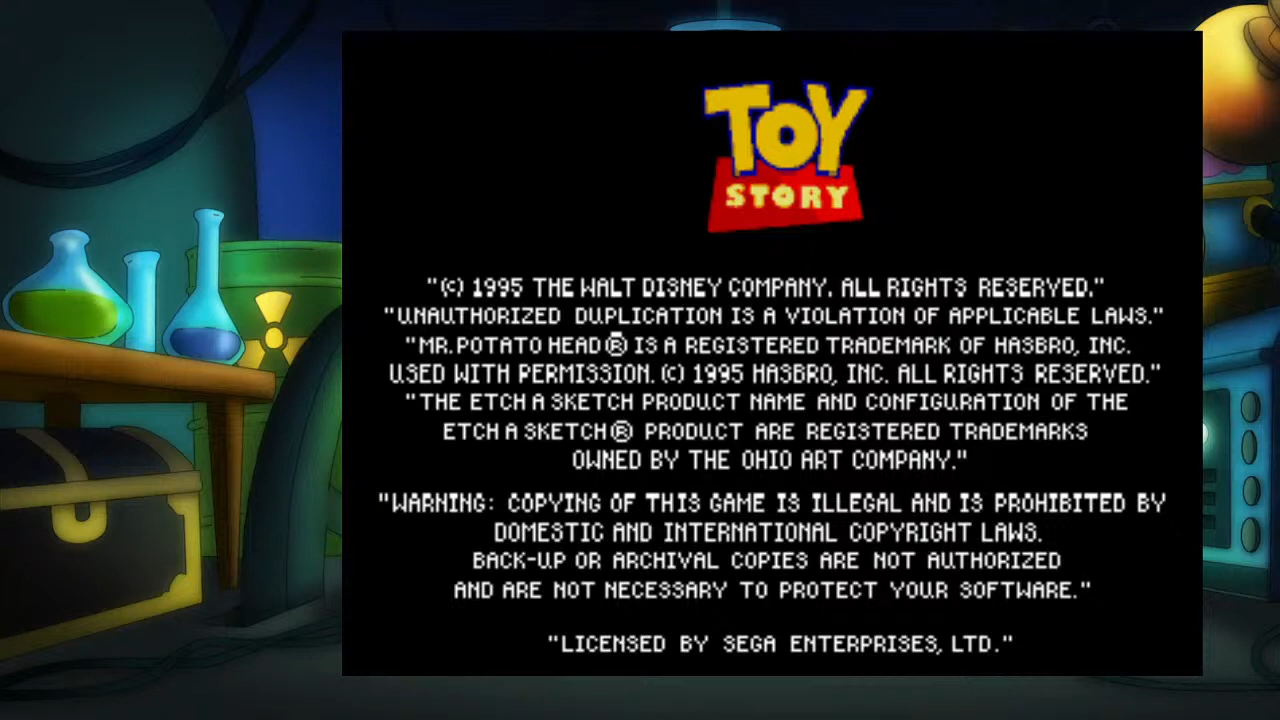 TOY
STORY
"(C) 1995 THE WALT DISNEY COMPANY. ALL RIGHTS RESERVED."
"UNAUTHORIZED DUPLICATION IS A VIOLATION OF APPLICABLE LAWS."
"MR. POTATO HEAD® IS A REGISTERED TRADEMARK OF HASBRO, INC.
USED WITH PERMISSION. (C) 1995 HASBRO, INC. ALL RIGHTS RESERVED."
"THE ETCH A SKETCH PRODUCT NAME AND CONFIGURATION OF THE
ETCH A SKETCH® PRODUCT ARE REGISTERED TRADEMARKS
OWNED BY THE OHIO ART COMPANY."
"WARNING: COPYING OF THIS GAME IS ILLEGAL AND IS PROHIBITED BY
DOMESTIC AND INTERNATIONAL COPYRIGHT LAWS.
BACK-UP OR ARCHIVAL COPIES ARE NOT AUTHORIZED
AND ARE NOT NECESSARY TO PROTECT YOUR SOFTWARE."
"LICENSED BY SEGA ENTERPRISES, LTD."